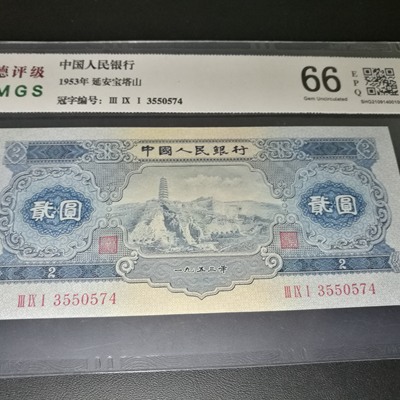 德评级
MGS
中国人民银行
1953年 延安宝塔山
冠字编号: III IX I 3550574
66
EPQ
Gem Uncirculated
中國人民銀行
貳圓
貳圓
2
2
一九五三年
III IX I 3550574
III IX I 3550574